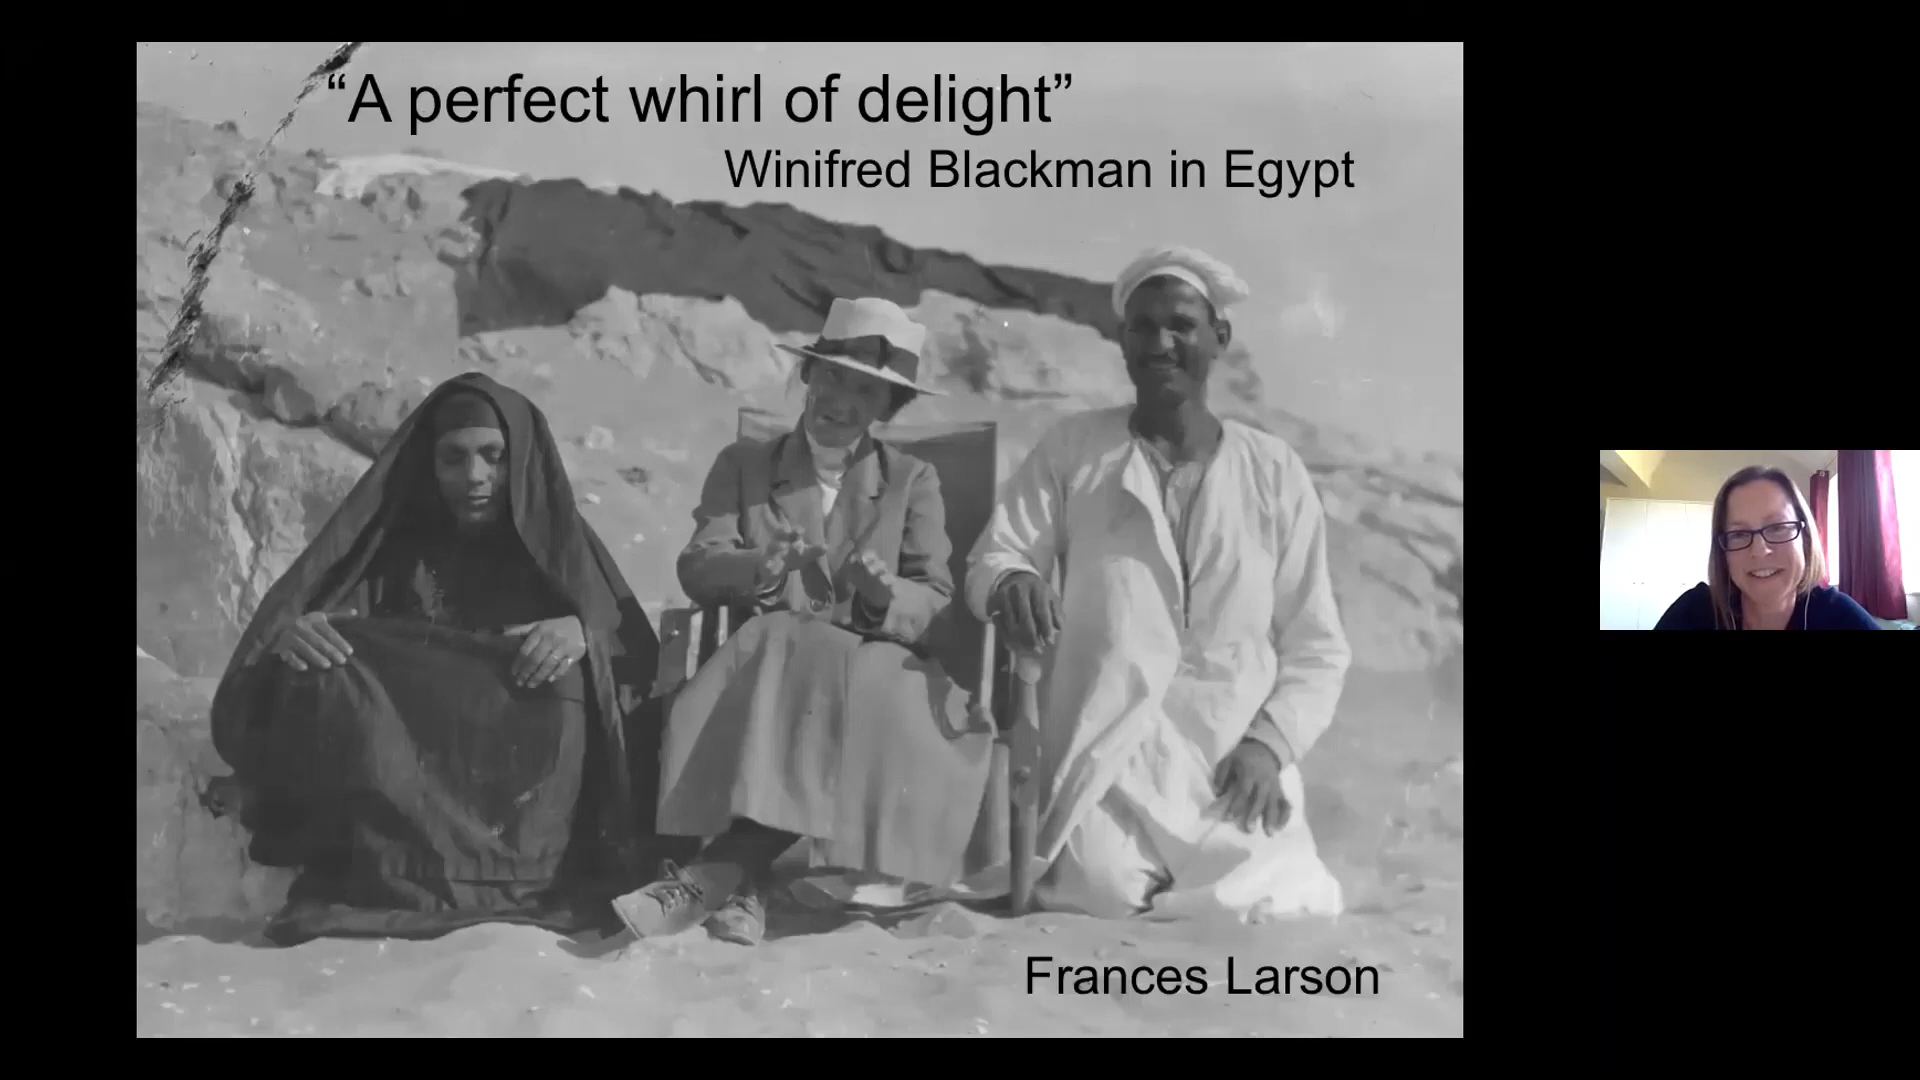 “A perfect whirl of delight”
Winifred Blackman in Egypt
Frances Larson